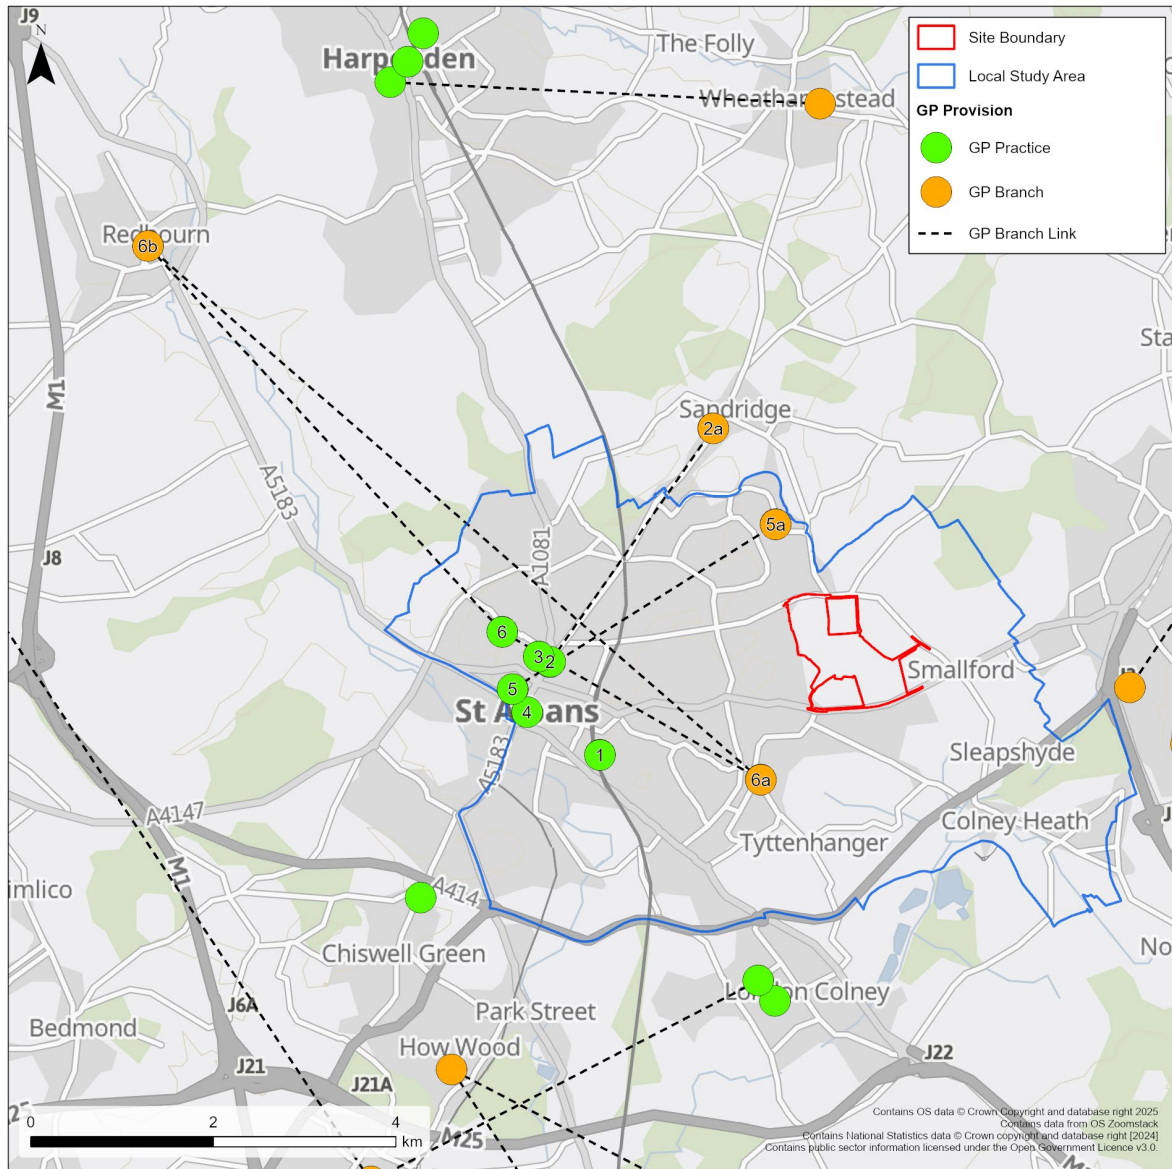 J9
N
Harpenden
The Folly
Wheathampstead
Site Boundary
Local Study Area
GP Provision
GP Practice
GP Branch
GP Branch Link
Redbourn
6b
Sta
M1
Sandridge
2a
A5183
5a
A1081
J8
6
3
2
Smallford
5
St Albans
4
1
A5183
Sleapshyde
6a
A4147
Colney Heath
Tyttenhanger
M1
imlico
A414
Chiswell Green
No
London Colney
J6A
Park Street
Bedmond
How Wood
J22
J21
J21A
0 2 4
km
Contains OS data © Crown Copyright and database right 2025
Contains data from OS Zoomstack
Contains National Statistics data © Crown copyright and database right [2024]
Contains public sector information licensed under the Open Government Licence v3.0.